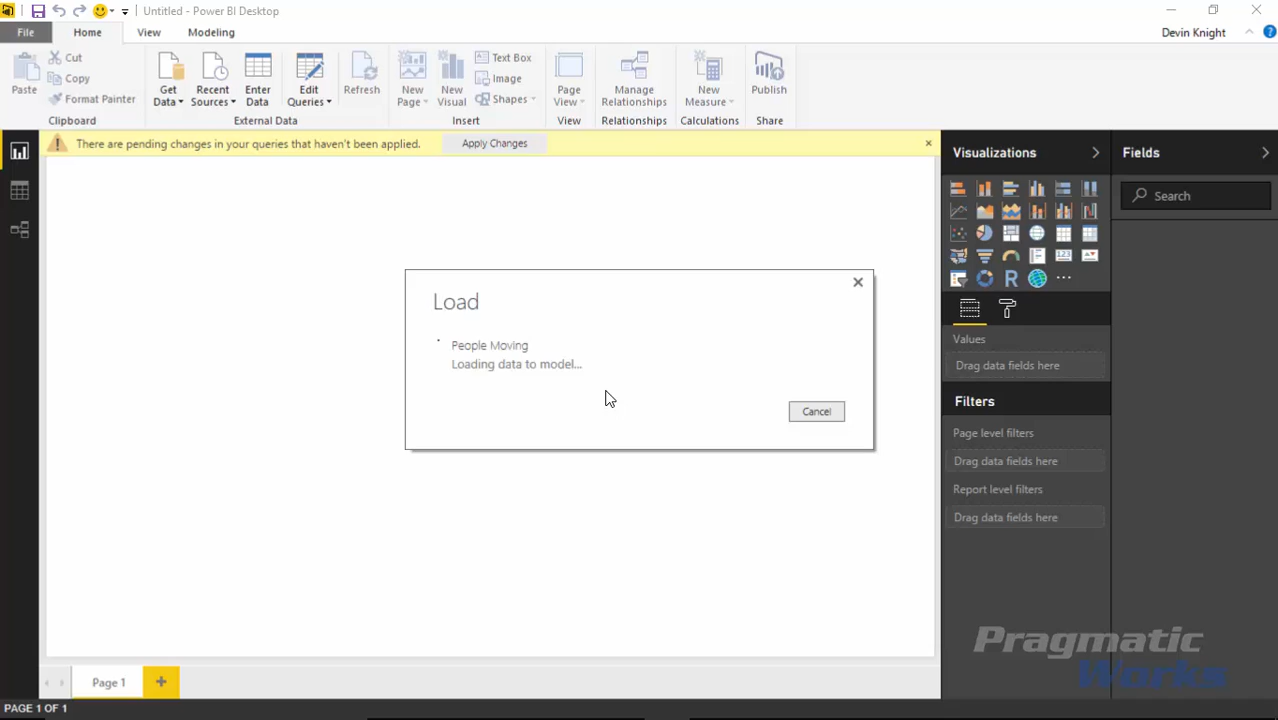 Untitled - Power BI Desktop
File
Home
View
Modeling
Devin Knight
Paste
Cut
Copy
Format Painter
Clipboard
Get Data
Recent Sources
Enter Data
Edit Queries
Refresh
External Data
New Page
New Visual
Text Box
Image
Shapes
Insert
Page View
View
Manage Relationships
Relationships
New Measure
Calculations
Publish
Share
There are pending changes in your queries that haven't been applied.
Apply Changes
Visualizations
Fields
Search
R
123
Load
People Moving
Loading data to model...
Cancel
Values
Drag data fields here
Filters
Page level filters
Drag data fields here
Report level filters
Drag data fields here
Pragmatic
Works
Page 1
PAGE 1 OF 1